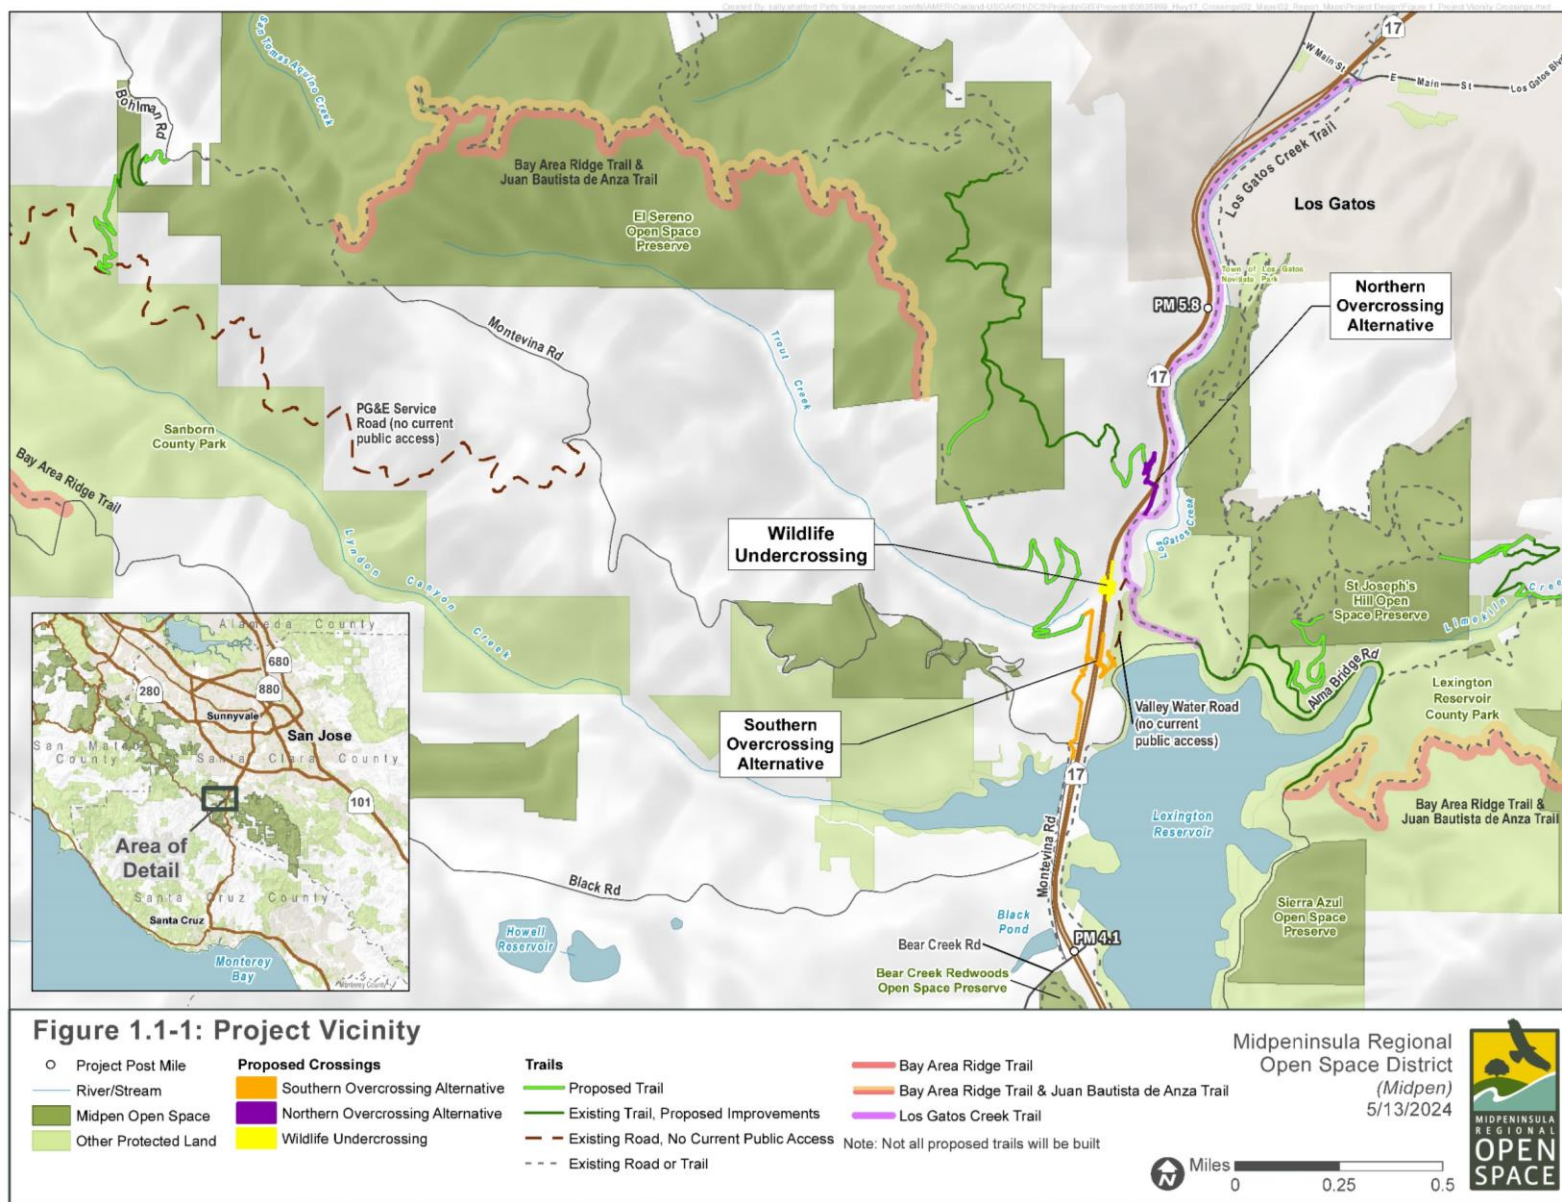 17
W Main St
E Main St
Los Gatos Blvd
San Tomas Aquino Creek
Bohlman Rd
Los Gatos Creek Trail
Bay Area Ridge Trail &
Juan Bautista de Anza Trail
Los Gatos
El Sereno
Open Space
Preserve
Town of Los Gatos
Novitiate Park
Northern
Overcrossing
Alternative
PM 5.8
Montevina Rd
Trout Creek
17
PG&E Service
Road (no current
public access)
Sanborn
County Park
Bay Area Ridge Trail
Wildlife
Undercrossing
Los Gatos Creek
Lyndon Canyon Creek
St Joseph's
Hill Open
Space Preserve
Limekiln Creek
Alma Bridge Rd
Lexington
Reservoir
County Park
Valley Water Road
(no current
public access)
Southern
Overcrossing
Alternative
17
Bay Area Ridge Trail &
Juan Bautista de Anza Trail
Lexington
Reservoir
Montevina Rd
Black Rd
Sierra Azul
Open Space
Preserve
Howell
Reservoir
Black
Pond
PM 4.1
Bear Creek Rd
Bear Creek Redwoods
Open Space Preserve
Alameda County
680
280
880
Sunnyvale
San Jose
San Mateo
County
Santa Clara County
101
Area of
Detail
Santa Cruz County
Santa Cruz
Monterey
Bay
Monterey County
Figure 1.1-1: Project Vicinity
Project Post Mile
River/Stream
Midpen Open Space
Other Protected Land
Proposed Crossings
Southern Overcrossing Alternative
Northern Overcrossing Alternative
Wildlife Undercrossing
Trails
Proposed Trail
Existing Trail, Proposed Improvements
Existing Road, No Current Public Access
Existing Road or Trail
Bay Area Ridge Trail
Bay Area Ridge Trail & Juan Bautista de Anza Trail
Los Gatos Creek Trail
Note: Not all proposed trails will be built
Midpeninsula Regional
Open Space District
(Midpen)
5/13/2024
N
Miles
0 0.25 0.5
MIDPENINSULA
REGIONAL
OPEN
SPACE